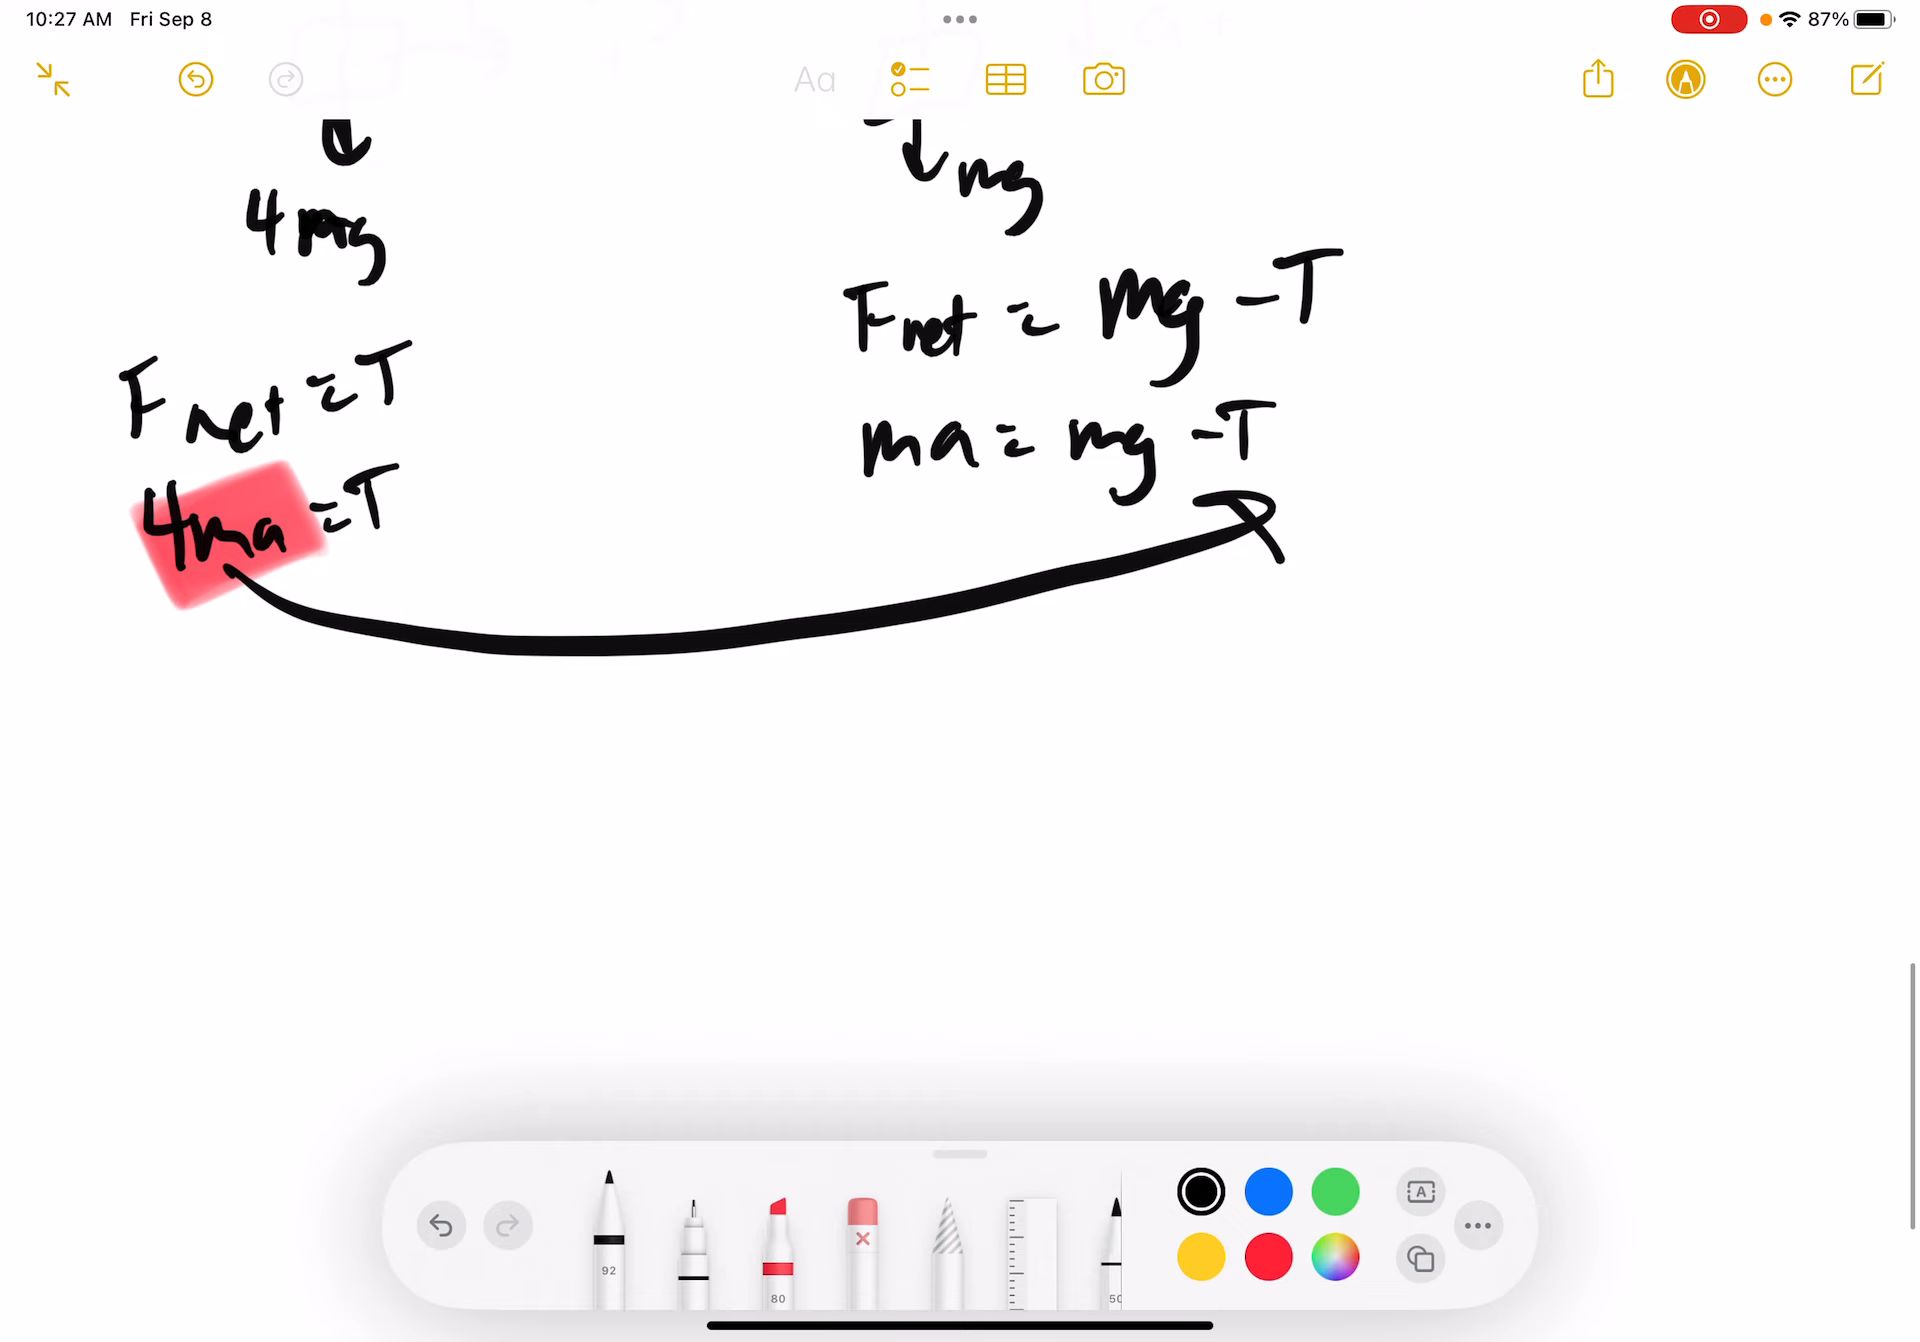 10:27 AM Fri Sep 8
87%
Aa
4mg
mg
Fnet = mg - T
Fnet = T
ma = mg - T
4ma = T
92
80
50
A